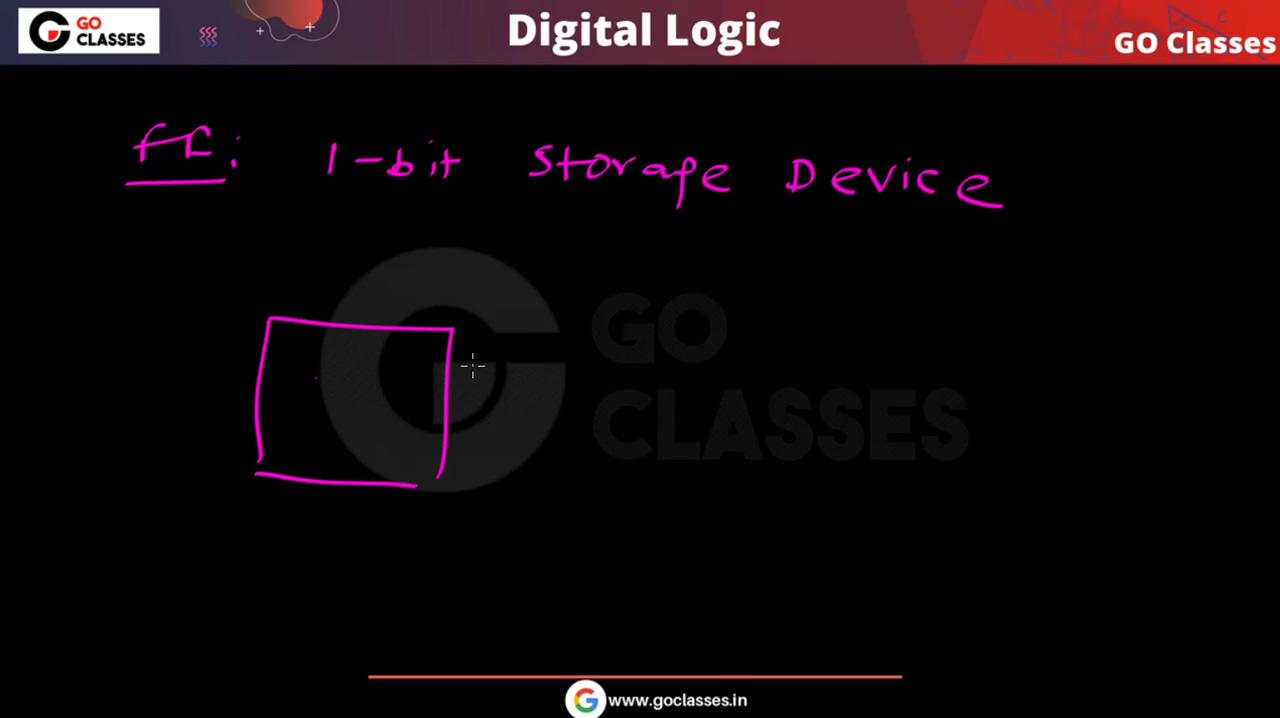 GO
CLASSES
Digital Logic
GO Classes
FF: 1-bit Storage Device
GO
CLASSES
www.goclasses.in